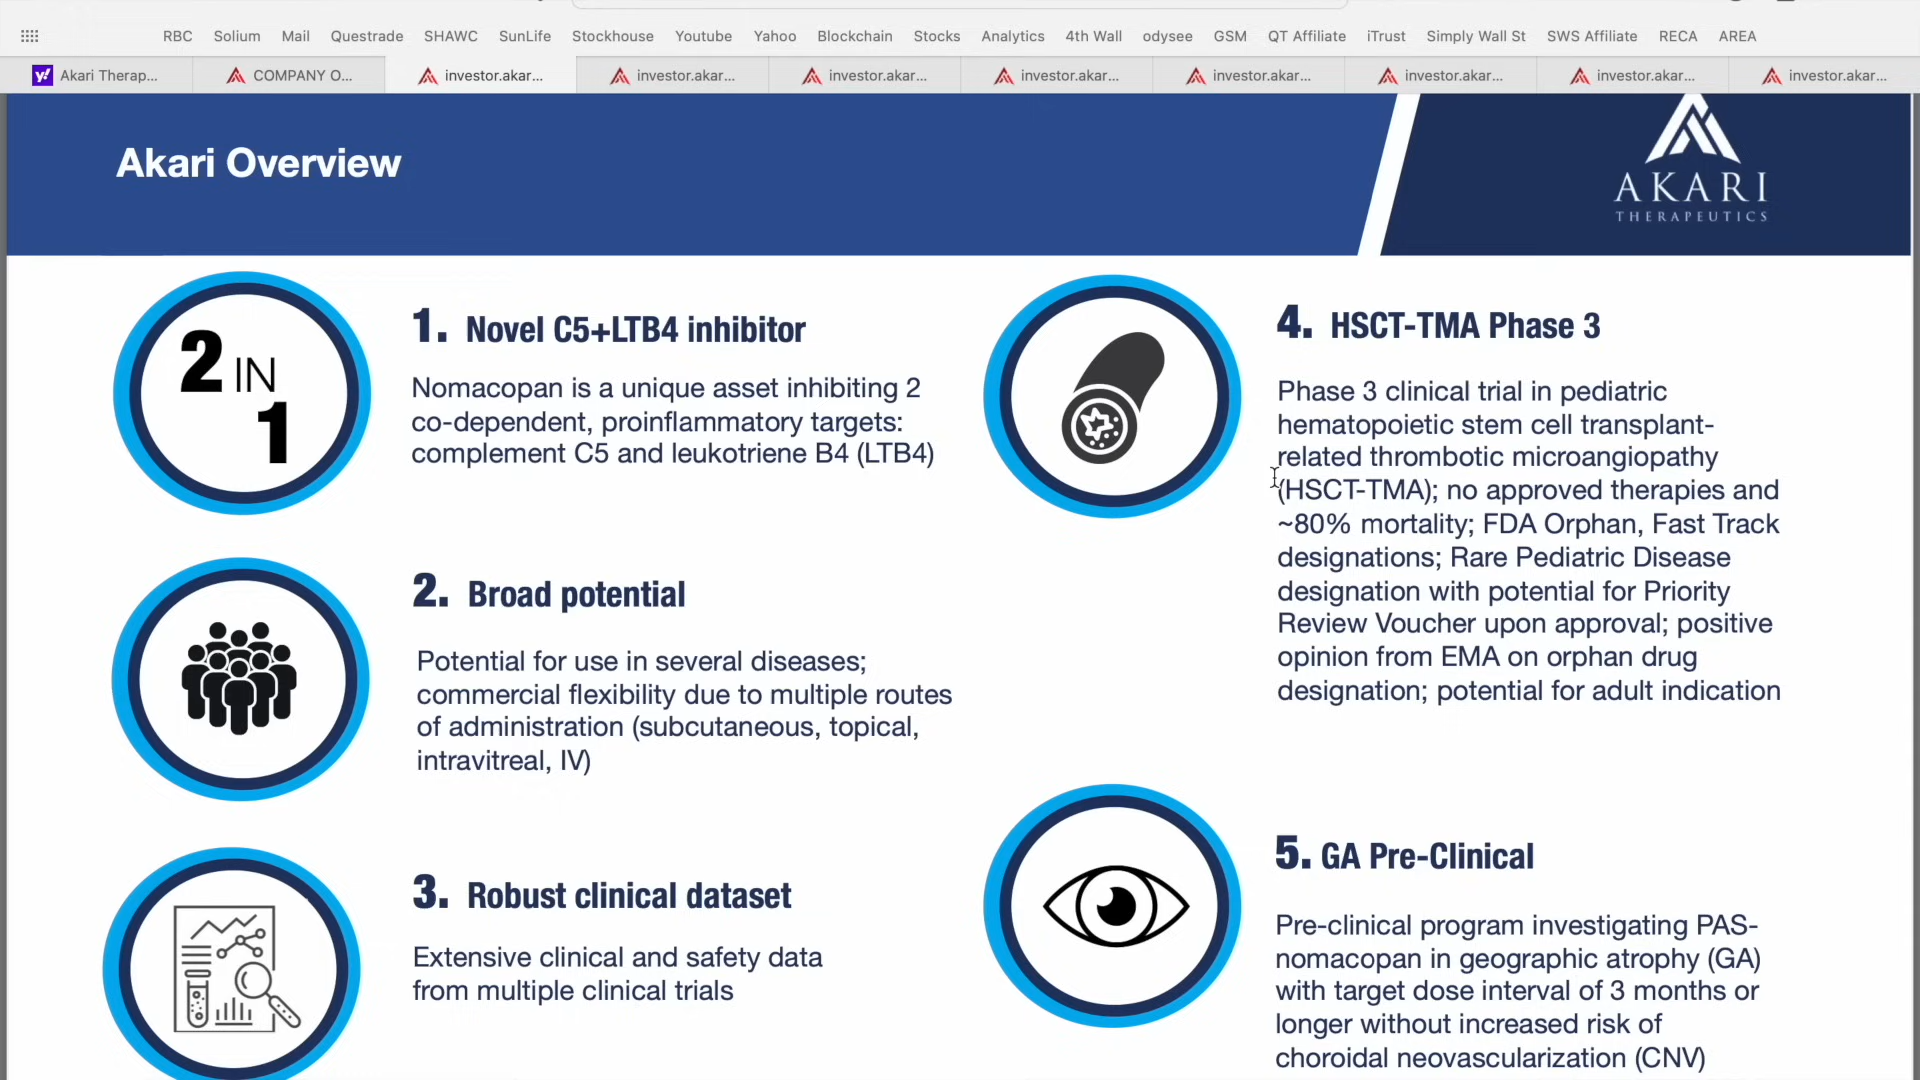 RBC Solium Mail Questrade SHAWC SunLife Stockhouse Youtube Yahoo Blockchain Stocks Analytics 4th Wall odysee GSM QT Affiliate iTrust Simply Wall St SWS Affiliate RECA AREA
y! Akari Therap... COMPANY O... investor.akar... investor.akar... investor.akar... investor.akar... investor.akar... investor.akar... investor.akar... investor.akar...
Akari Overview
AKARI
THERAPEUTICS
2 IN
1
1. Novel C5+LTB4 inhibitor
Nomacopan is a unique asset inhibiting 2
co-dependent, proinflammatory targets:
complement C5 and leukotriene B4 (LTB4)
2. Broad potential
Potential for use in several diseases;
commercial flexibility due to multiple routes
of administration (subcutaneous, topical,
intravitreal, IV)
3. Robust clinical dataset
Extensive clinical and safety data
from multiple clinical trials
4. HSCT-TMA Phase 3
Phase 3 clinical trial in pediatric
hematopoietic stem cell transplant-
related thrombotic microangiopathy
(HSCT-TMA); no approved therapies and
~80% mortality; FDA Orphan, Fast Track
designations; Rare Pediatric Disease
designation with potential for Priority
Review Voucher upon approval; positive
opinion from EMA on orphan drug
designation; potential for adult indication
5. GA Pre-Clinical
Pre-clinical program investigating PAS-
nomacopan in geographic atrophy (GA)
with target dose interval of 3 months or
longer without increased risk of
choroidal neovascularization (CNV)